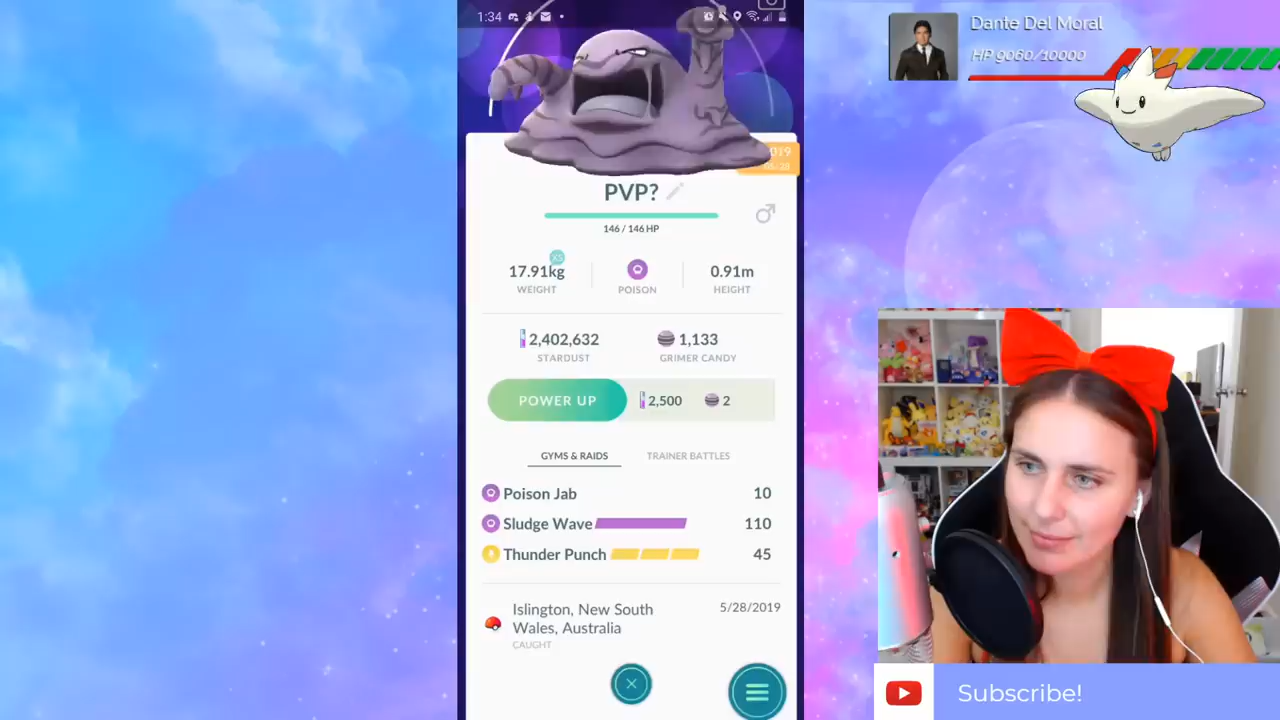 1:34
Dante Del Moral
HP 9060/10000
PVP?
146 / 146 HP
XS
17.91kg
WEIGHT
POISON
0.91m
HEIGHT
2,402,632
STARDUST
1,133
GRIMER CANDY
POWER UP
2,500
2
GYMS & RAIDS
TRAINER BATTLES
Poison Jab 10
Sludge Wave 110
Thunder Punch 45
Islington, New South
Wales, Australia
5/28/2019
CAUGHT
Subscribe!